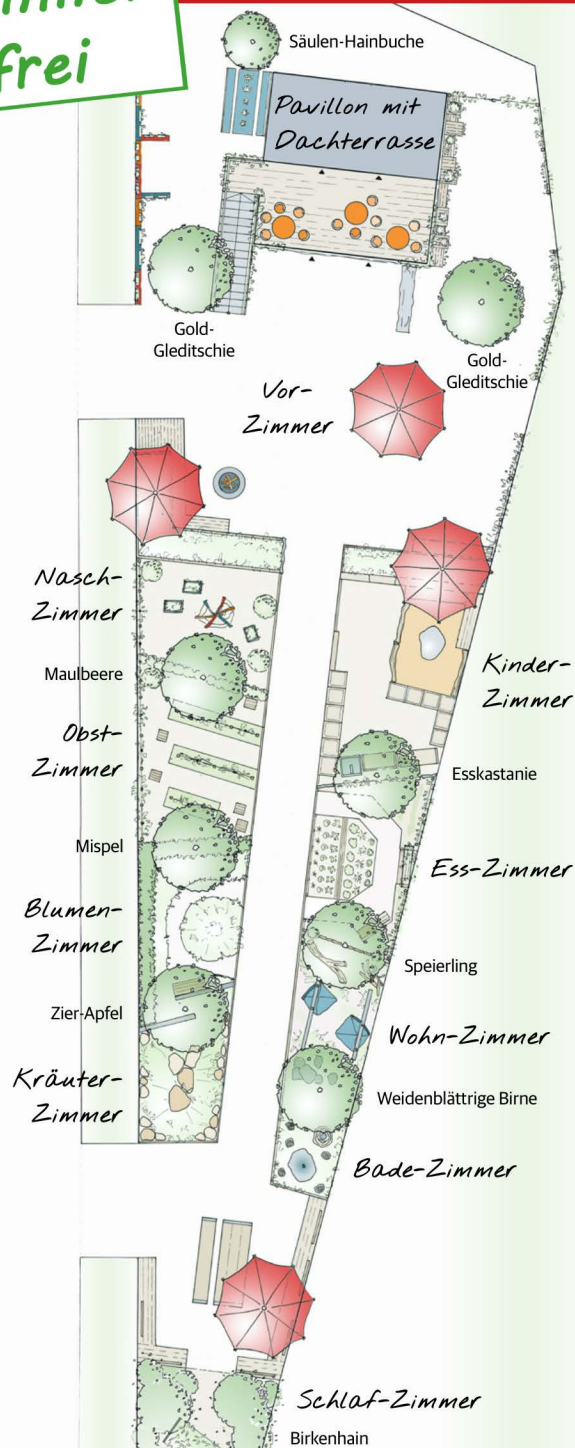 frei
Säulen-Hainbuche
Pavillon mit
Dachterrasse
Gold-
Gleditschie
Gold-
Gleditschie
Vor-
Zimmer
Nasch-
Zimmer
Maulbeere
Kinder-
Zimmer
Obst-
Zimmer
Esskastanie
Mispel
Ess-Zimmer
Blumen-
Zimmer
Speierling
Zier-Apfel
Wohn-Zimmer
Kräuter-
Zimmer
Weidenblättrige Birne
Bade-Zimmer
Schlaf-Zimmer
Birkenhain